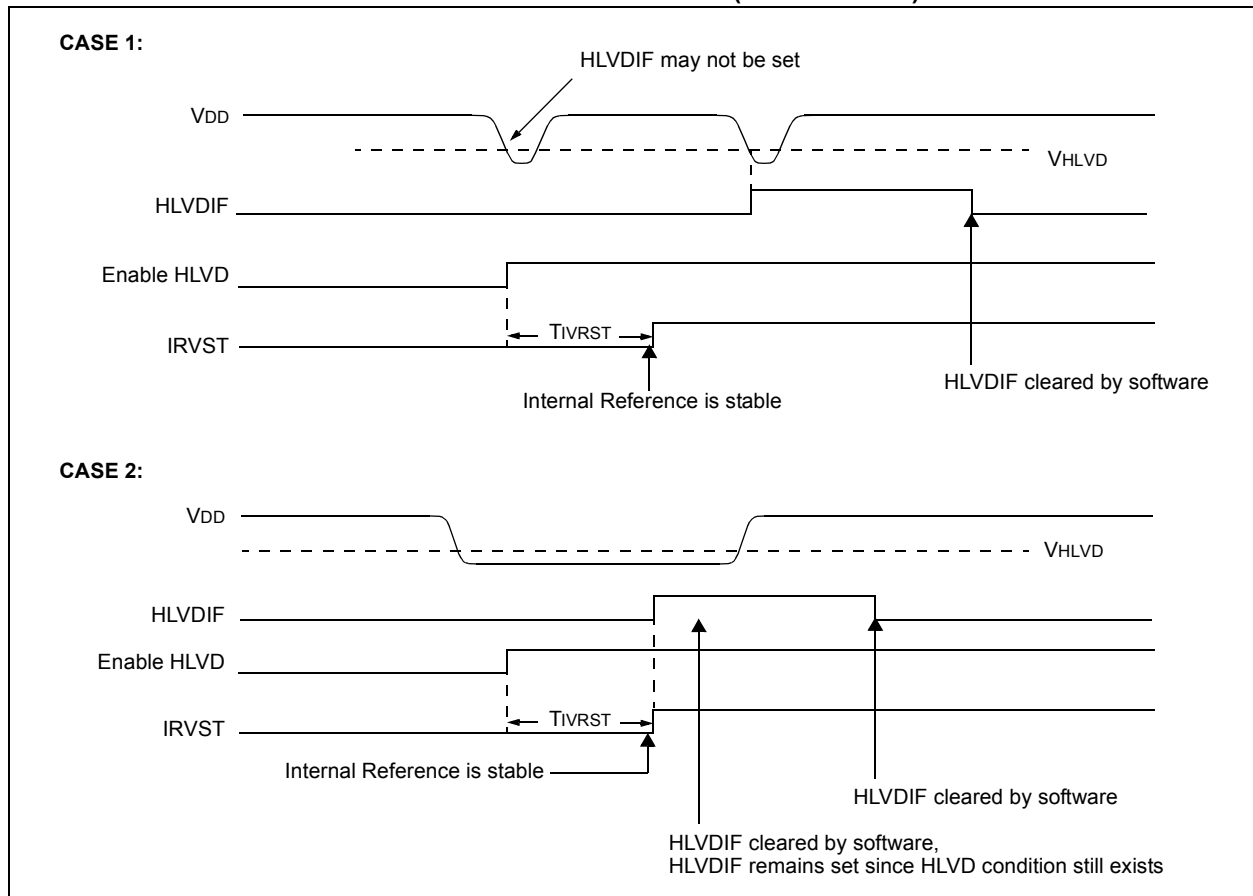 CASE 1:
HLVDIF may not be set
VDD
VHLVD
HLVDIF
Enable HLVD
TIVRST
IRVST
HLVDIF cleared by software
Internal Reference is stable
CASE 2:
VDD
VHLVD
HLVDIF
Enable HLVD
TIVRST
IRVST
Internal Reference is stable
HLVDIF cleared by software
HLVDIF cleared by software,
HLVDIF remains set since HLVD condition still exists